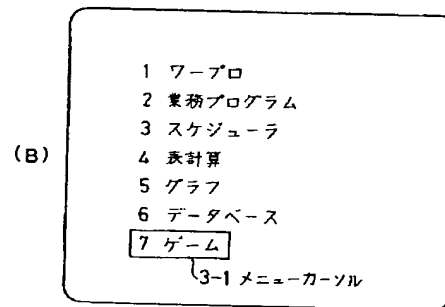 (B)
1 ワープロ
2 業務プログラム
3 スケジューラ
4 表計算
5 グラフ
6 データベース
7 ゲーム
3-1 メニューカーソル